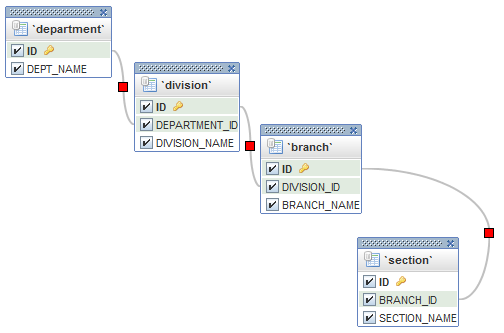 `department`
ID
DEPT_NAME
`division`
ID
DEPARTMENT_ID
DIVISION_NAME
`branch`
ID
DIVISION_ID
BRANCH_NAME
`section`
ID
BRANCH_ID
SECTION_NAME